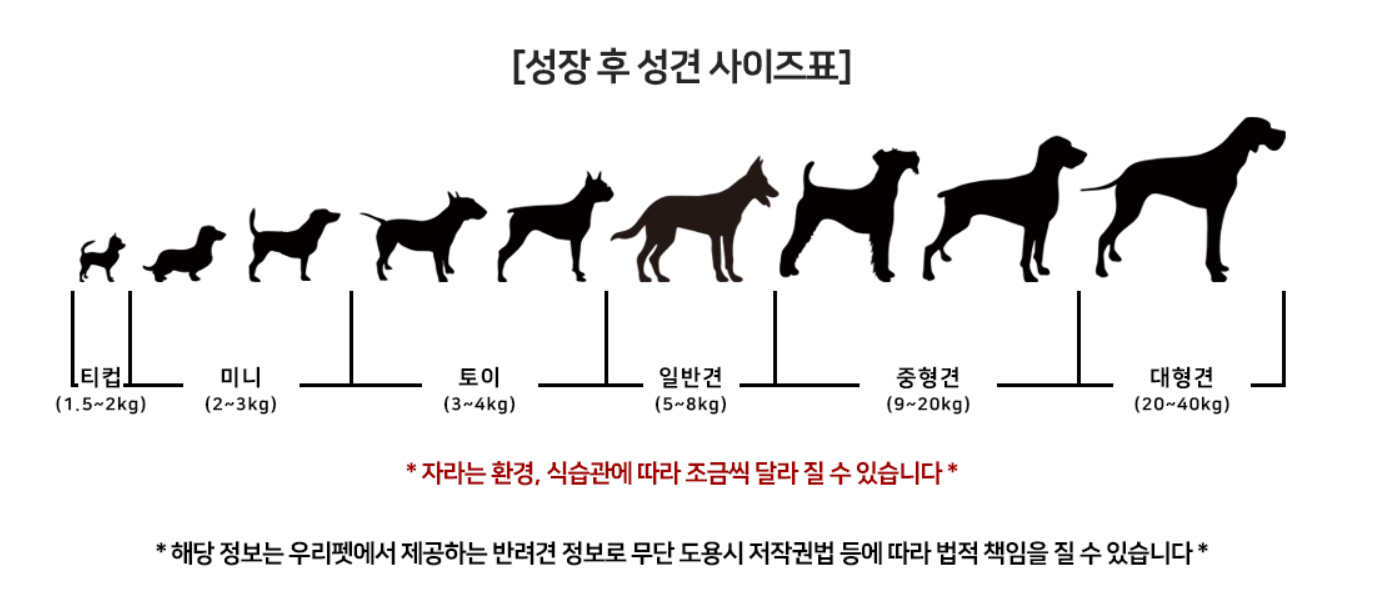 [성장 후 성견 사이즈표]
티컵 미니 토이 일반견 중형견 대형견
(1.5~2kg) (2~3kg) (3~4kg) (5~8kg) (9~20kg) (20~40kg)
* 자라는 환경, 식습관에 따라 조금씩 달라 질 수 있습니다 *
* 해당 정보는 우리펫에서 제공하는 반려견 정보로 무단 도용시 저작권법 등에 따라 법적 책임을 질 수 있습니다 *